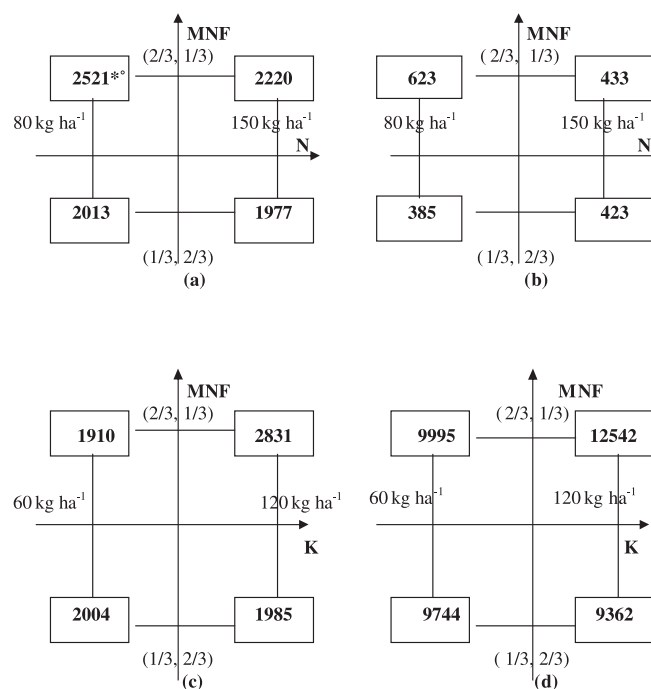 MNF
(2/3, 1/3)
2521*°
2220
80 kg ha-1
150 kg ha-1
N
2013
1977
(1/3, 2/3)
(a)
MNF
( 2/3, 1/3)
623
433
80 kg ha-1
150 kg ha-1
N
385
423
(1/3, 2/3)
(b)
MNF
(2/3, 1/3)
1910
2831
60 kg ha-1
120 kg ha-1
K
2004
1985
(1/3, 2/3)
(c)
MNF
( 2/3, 1/3)
9995
12542
60 kg ha-1
120 kg ha-1
K
9744
9362
( 1/3, 2/3)
(d)